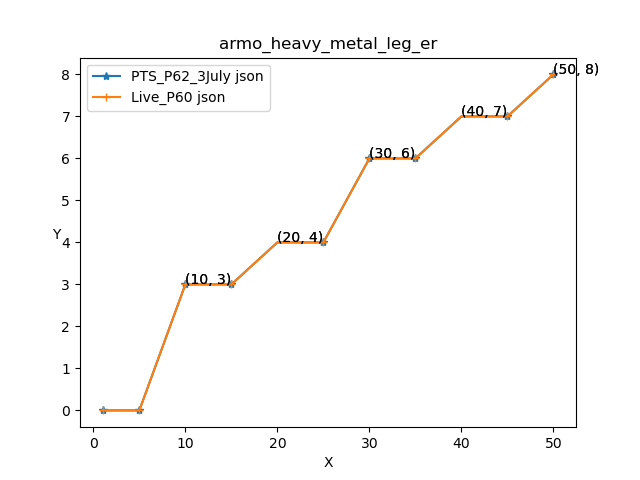 armo_heavy_metal_leg_er
PTS_P62_3July json
Live_P60 json
(50, 8)
(40, 7)
(30, 6)
(20, 4)
(10, 3)
8
7
6
5
4
3
2
1
0
Y
0 10 20 30 40 50
X